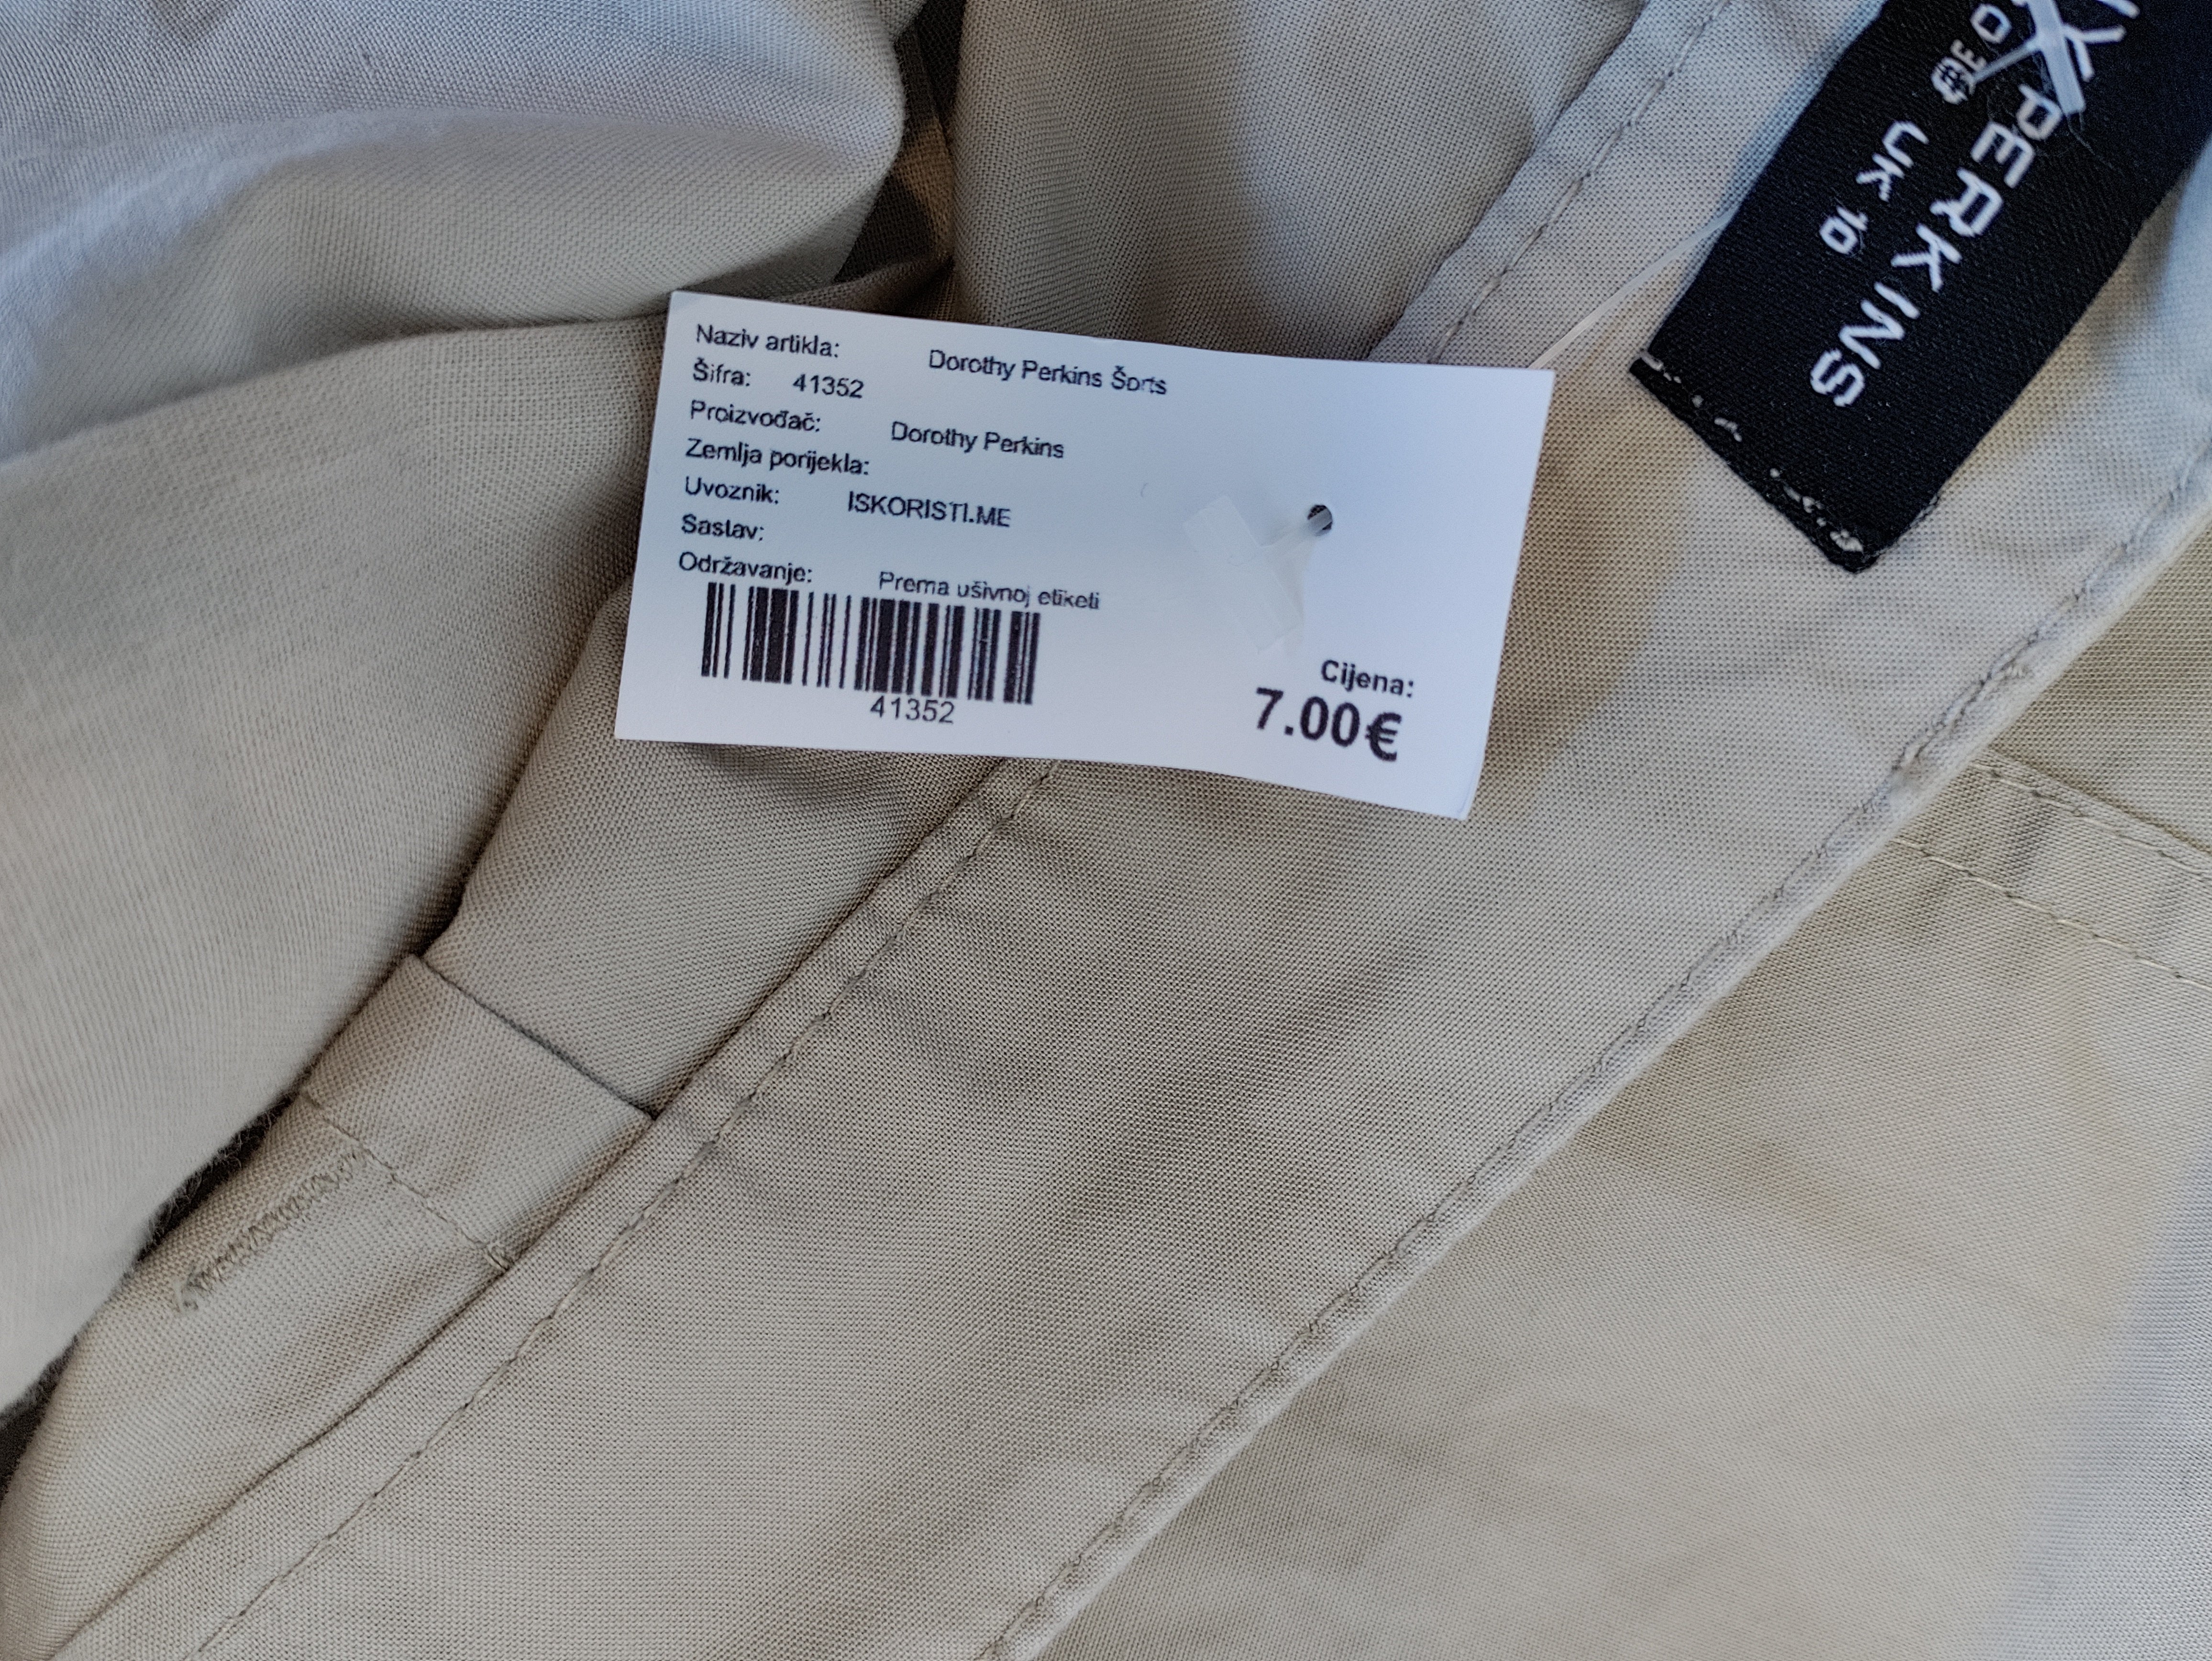 Naziv artikla: Dorothy Perkins Šorts
Šifra: 41352
Proizvođač: Dorothy Perkins
Zemlja porijekla:
Uvoznik: ISKORISTI.ME
Sastav:
Održavanje: Prema ušivnoj etiketi
41352
Cijena:
7.00€
PERKINS
UK 10